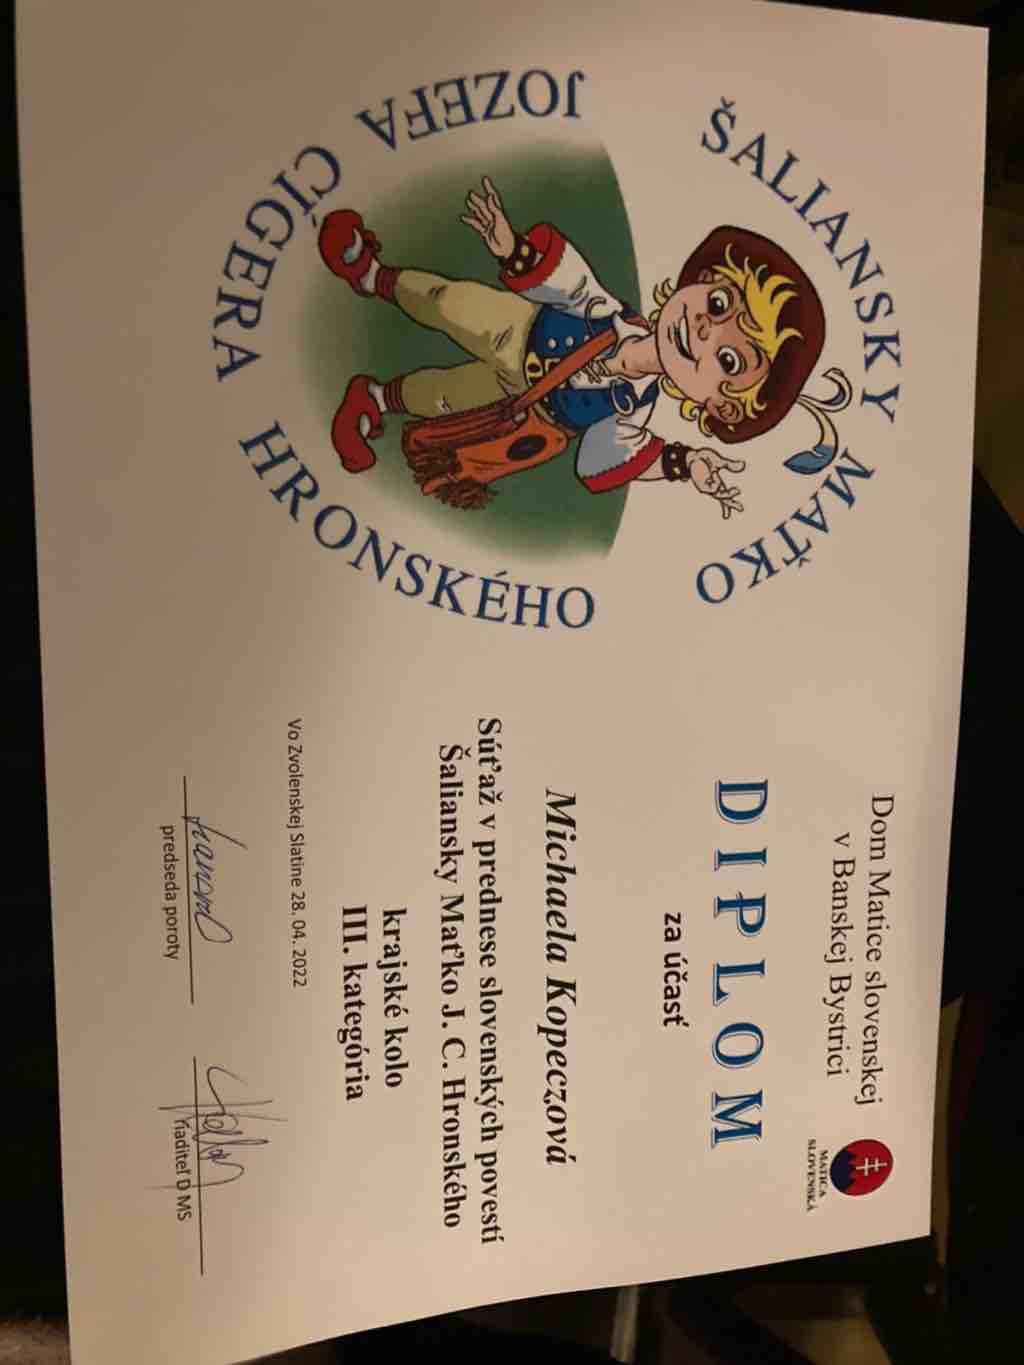 ŠALIANSKY MAŤKO
JOZEFA CÍGERA HRONSKÉHO
Dom Matice slovenskej
v Banskej Bystrici
MATICA
SLOVENSKÁ
DIPLOM
za účasť
Michaela Kopeczová
Súťaž v prednese slovenských povestí
Šaliansky Maťko J. C. Hronského
krajské kolo
III. kategória
Vo Zvolenskej Slatine 28. 04. 2022
predseda poroty
riaditeľ D MS